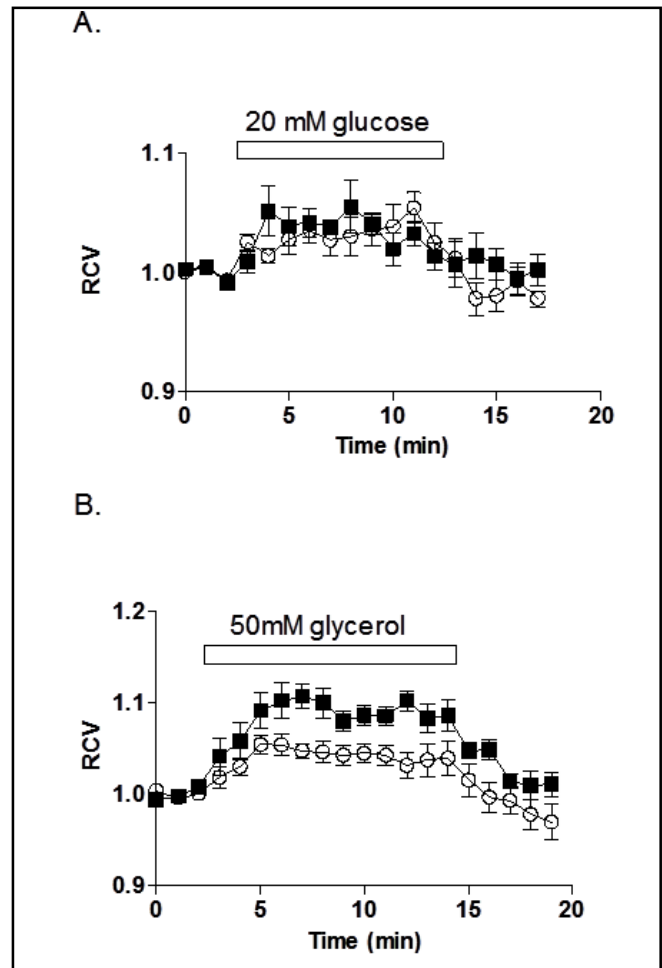 A.
20 mM glucose
1.1
1.0
0.9
RCV
0 5 10 15 20
Time (min)
B.
50mM glycerol
1.2
1.1
1.0
0.9
RCV
0 5 10 15 20
Time (min)